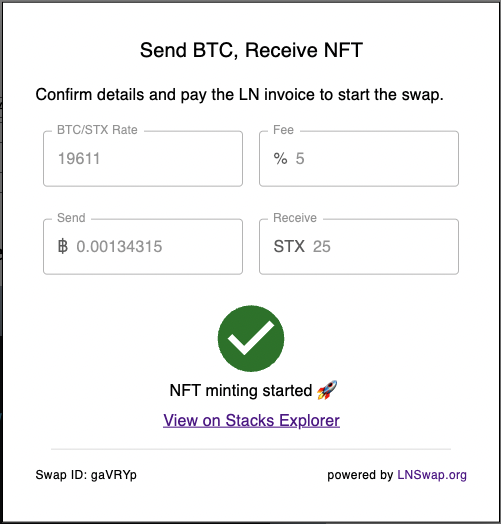 Send BTC, Receive NFT
Confirm details and pay the LN invoice to start the swap.
BTC/STX Rate
19611
Fee
% 5
Send
฿ 0.00134315
Receive
STX 25
NFT minting started 🚀
View on Stacks Explorer
Swap ID: gaVRYp
powered by LNSwap.org